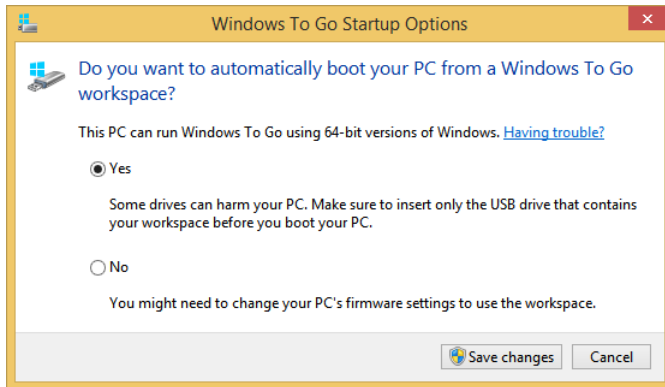 Windows To Go Startup Options
Do you want to automatically boot your PC from a Windows To Go
workspace?
This PC can run Windows To Go using 64-bit versions of Windows. Having trouble?
Yes
Some drives can harm your PC. Make sure to insert only the USB drive that contains
your workspace before you boot your PC.
No
You might need to change your PC's firmware settings to use the workspace.
Save changes Cancel